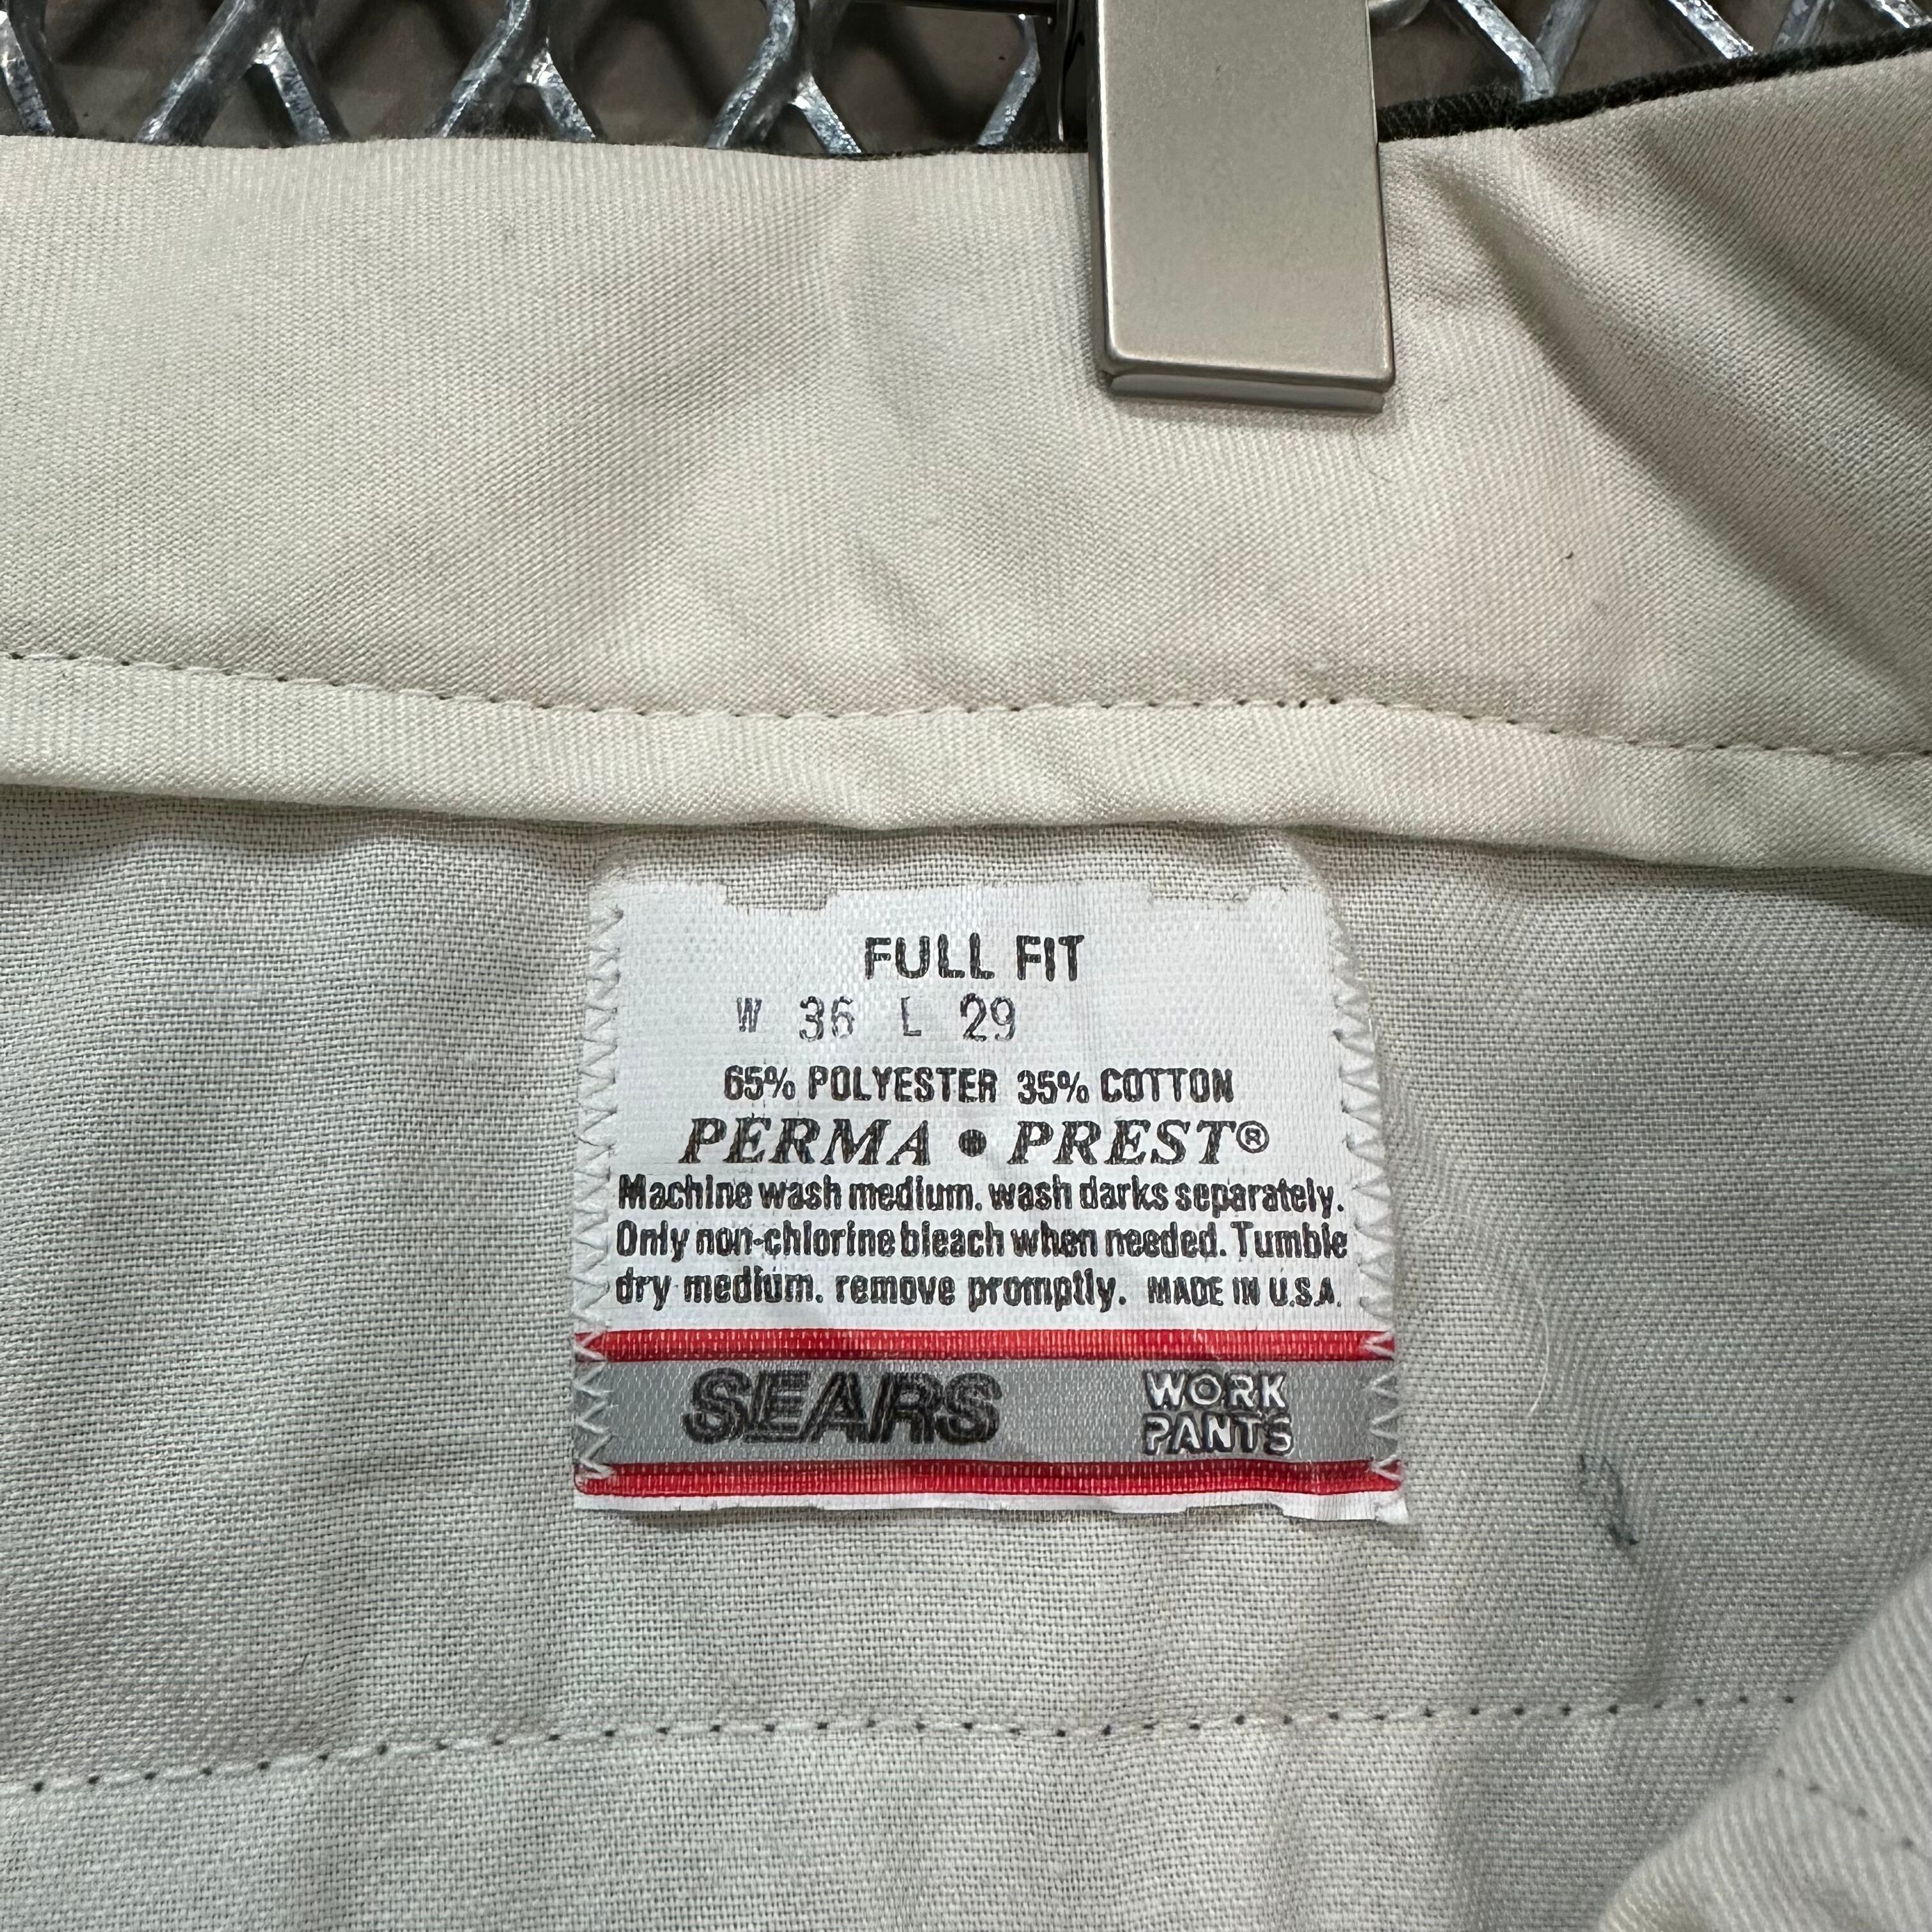 FULL FIT
W 36 L 29
65% POLYESTER 35% COTTON
PERMA • PREST®
Machine wash medium. wash darks separately.
Only non-chlorine bleach when needed. Tumble
dry medium. remove promptly. MADE IN U.S.A.
SEARS WORK
PANTS